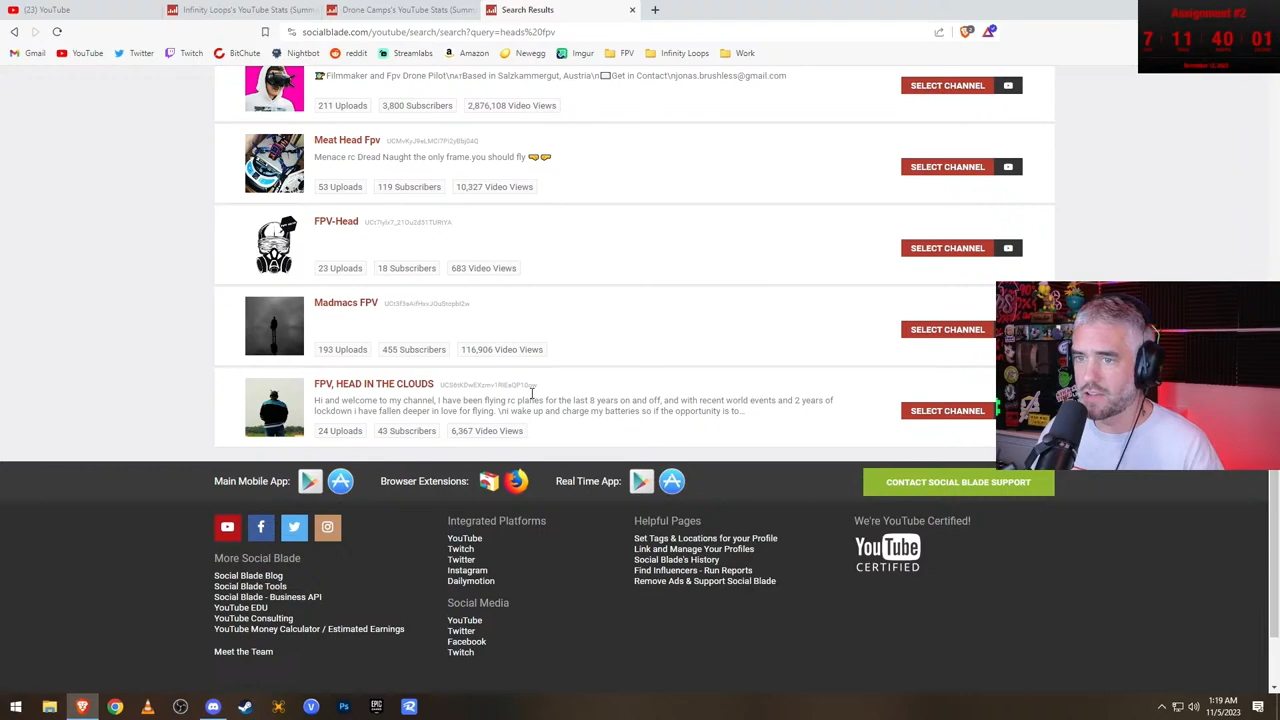 (23) YouTube
Infinity Loops's YouTube Stats (Summ
Drone Camps's YouTube Stats (Summ
Search Results
socialblade.com/youtube/search/search?query=heads%20fpv
Gmail YouTube Twitter Twitch BitChute Nightbot reddit Streamlabs Amazon Newegg Imgur FPV Infinity Loops Work
Assignment #2
7 11 40 01
Filmmaker and Fpv Drone Pilot\n Based in Salzkammergut, Austria\n Get in Contact\njonas.brushless@gmail.com
211 Uploads 3,800 Subscribers 2,876,108 Video Views
SELECT CHANNEL
Meat Head Fpv
Menace rc Dread Naught the only frame.you should fly
53 Uploads 119 Subscribers 10,327 Video Views
SELECT CHANNEL
FPV-Head
23 Uploads 18 Subscribers 683 Video Views
SELECT CHANNEL
Madmacs FPV
193 Uploads 455 Subscribers 116,906 Video Views
SELECT CHANNEL
FPV, HEAD IN THE CLOUDS
Hi and welcome to my channel, I have been flying rc planes for the last 8 years on and off, and with recent world events and 2 years of
lockdown i have fallen deeper in love for flying. \ni wake up and charge my batteries so if the opportunity is to...
24 Uploads 43 Subscribers 6,367 Video Views
SELECT CHANNEL
Main Mobile App: Browser Extensions: Real Time App:
CONTACT SOCIAL BLADE SUPPORT
More Social Blade
Social Blade Blog
Social Blade Tools
Social Blade - Business API
YouTube EDU
YouTube Consulting
YouTube Money Calculator / Estimated Earnings
Meet the Team
Integrated Platforms
YouTube
Twitch
Twitter
Instagram
Dailymotion
Social Media
YouTube
Twitter
Facebook
Twitch
Helpful Pages
Set Tags & Locations for your Profile
Link and Manage Your Profiles
Social Blade's History
Find Influencers - Run Reports
Remove Ads & Support Social Blade
We're YouTube Certified!
YouTube
CERTIFIED
1:19 AM
11/5/2023